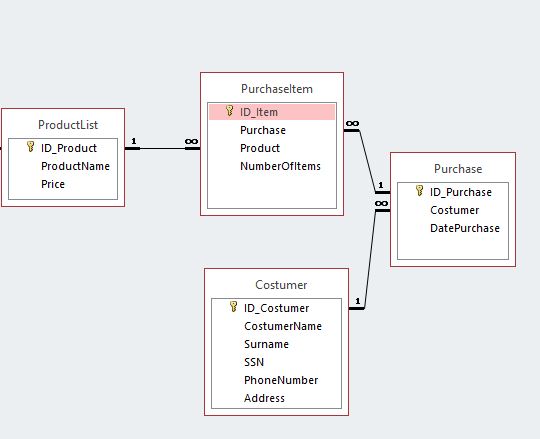 ProductList
ID_Product
ProductName
Price
1
∞
PurchaseItem
ID_Item
Purchase
Product
NumberOfItems
∞
1
∞
Purchase
ID_Purchase
Costumer
DatePurchase
Costumer
ID_Costumer
CostumerName
Surname
SSN
PhoneNumber
Address
1